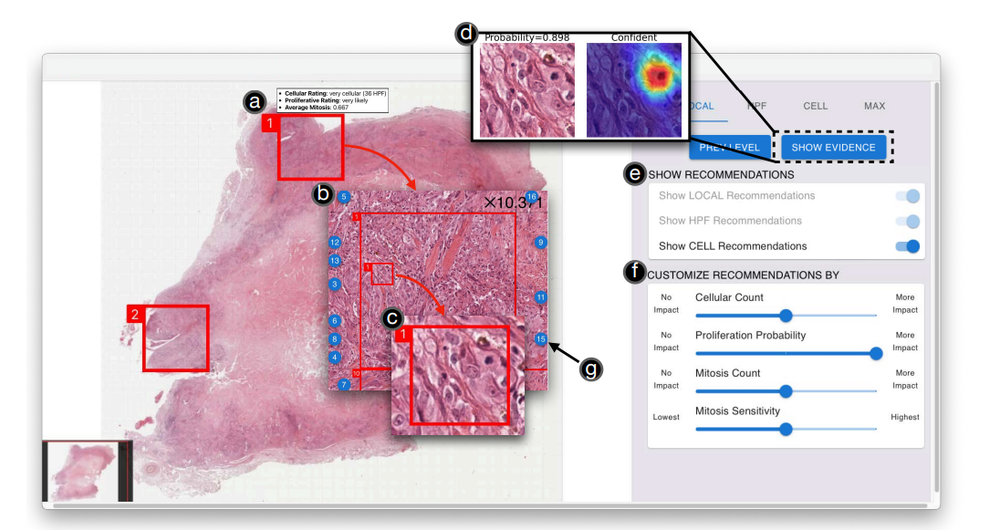 d
Probability=0.898 Confident
a
• Cellular Rating: very cellular (36 HPF)
• Proliferative Rating: very likely
• Average Mitosis: 0.667
1
CELL MAX
PREV LEVEL SHOW EVIDENCE
e SHOW RECOMMENDATIONS
Show LOCAL Recommendations
Show HPF Recommendations
Show CELL Recommendations
f CUSTOMIZE RECOMMENDATIONS BY
No Impact
Cellular Count
More Impact
No Impact
Proliferation Probability
More Impact
No Impact
Mitosis Count
More Impact
Lowest
Mitosis Sensitivity
Highest
b
5
16
1
12
13
3
6
8
4
7
10
9
11
15
1
c
1
g
2